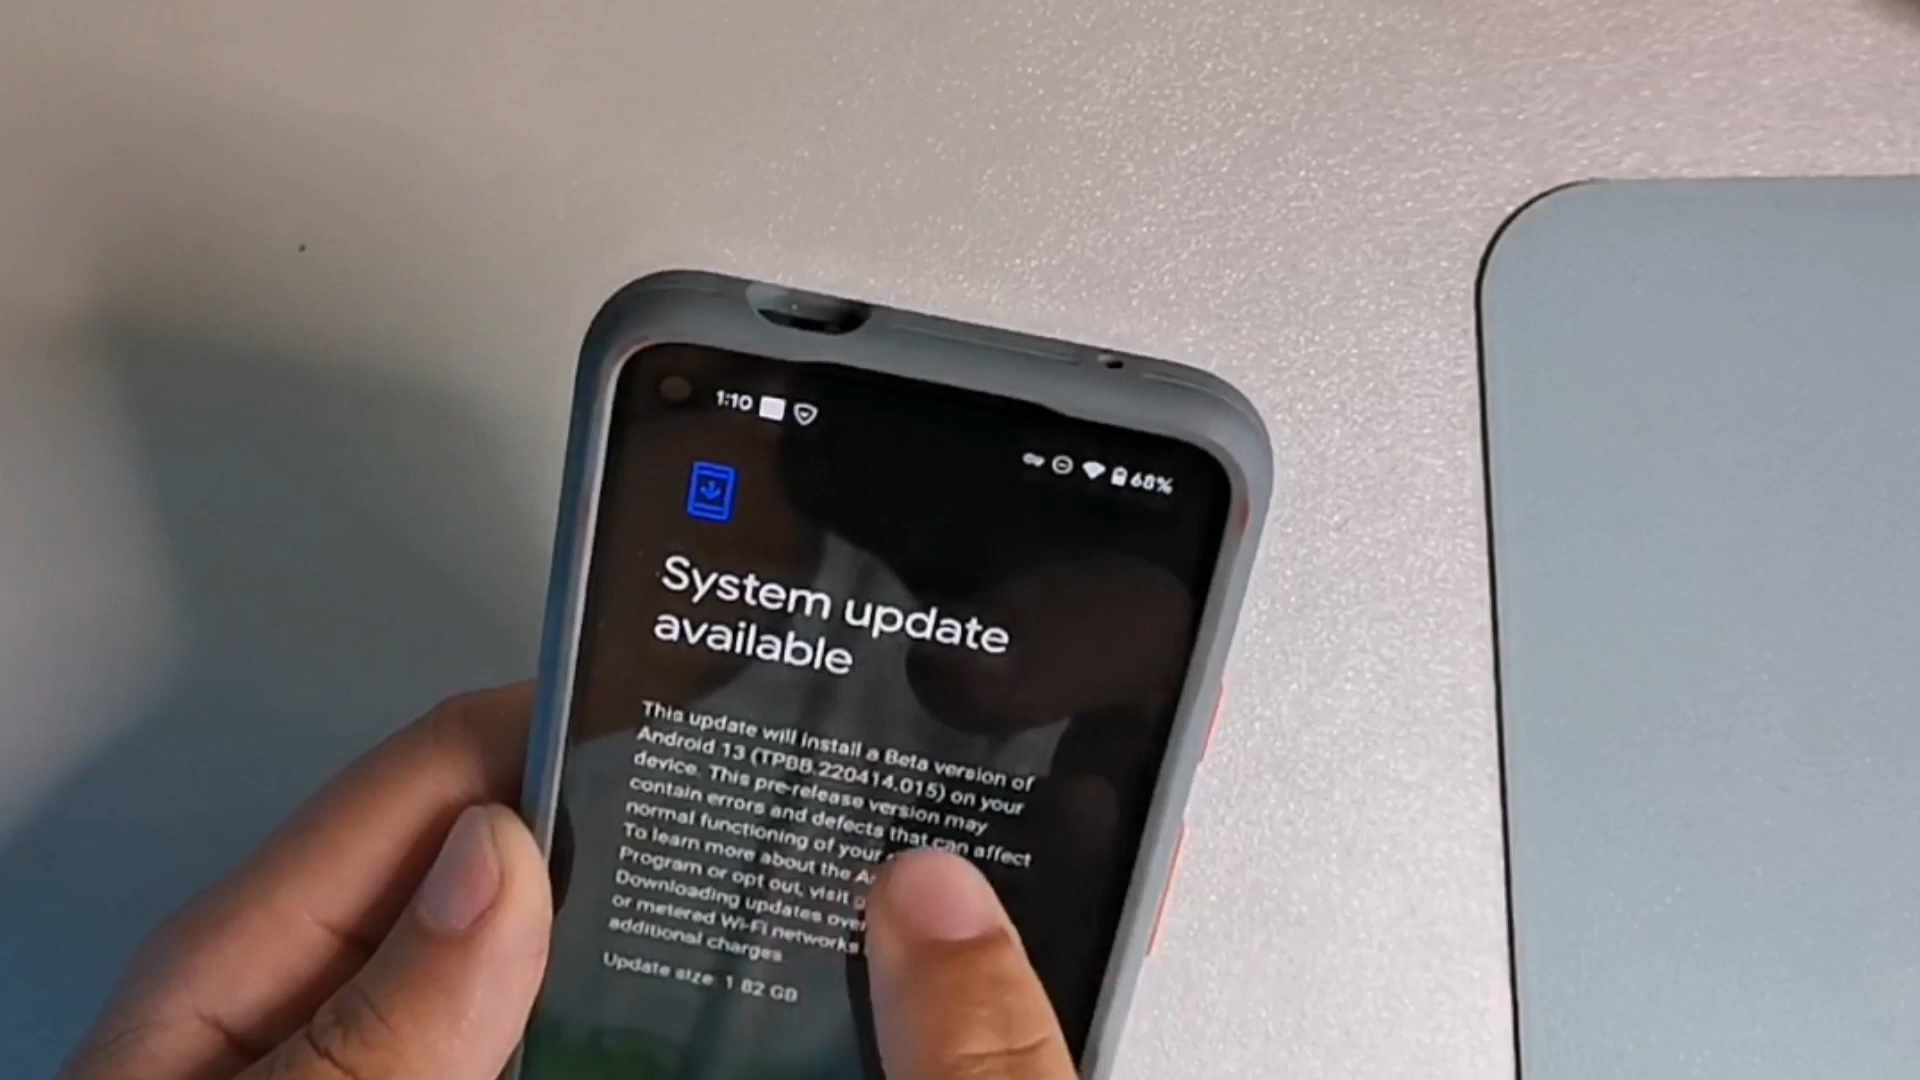 1:10
68%
System update
available
This update will install a Beta version of
Android 13 (TPBB.220414.015) on your
device. This pre-release version may
contain errors and defects that can affect
normal functioning of your
To learn more about the
Program or opt out, visit
Downloading updates over
or metered Wi-Fi networks
additional charges
Update size: 1.82 GB